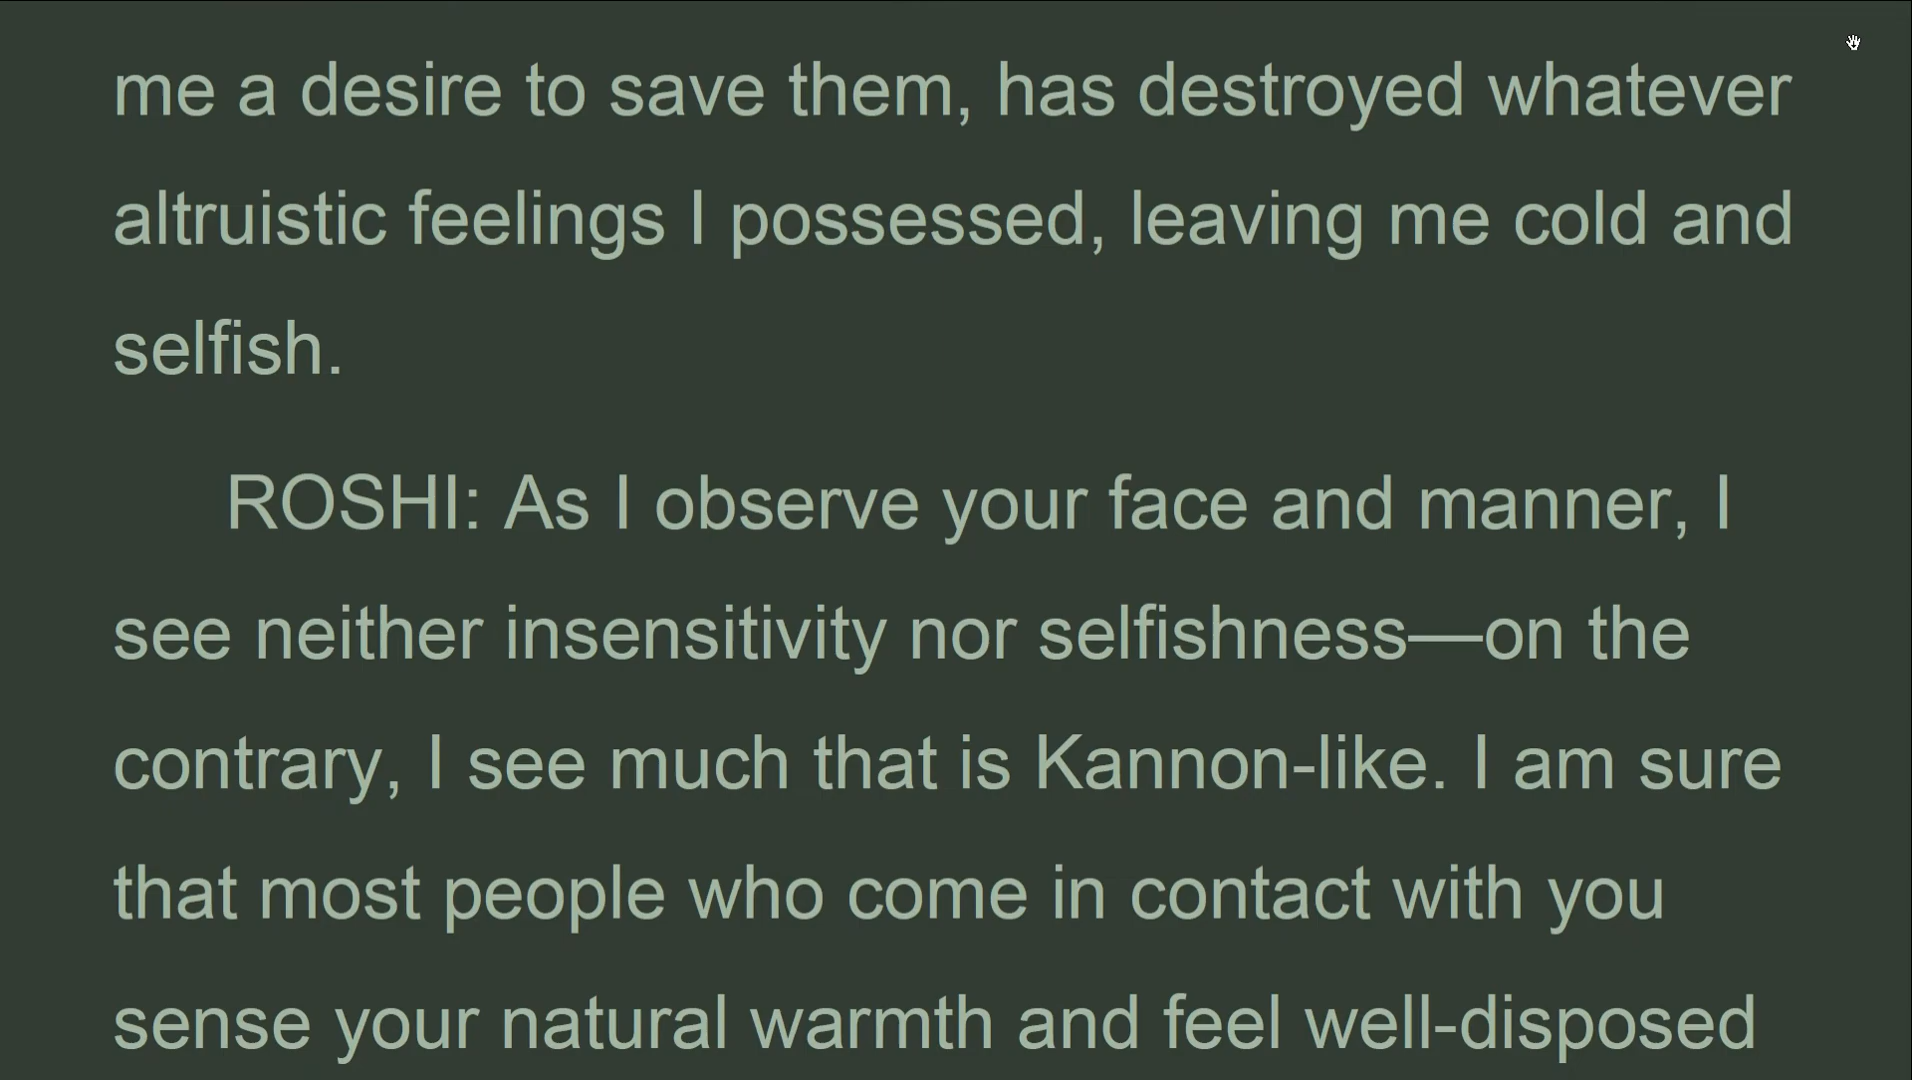 me a desire to save them, has destroyed whatever
altruistic feelings I possessed, leaving me cold and
selfish.
ROSHI: As I observe your face and manner, I
see neither insensitivity nor selfishness—on the
contrary, I see much that is Kannon-like. I am sure
that most people who come in contact with you
sense your natural warmth and feel well-disposed